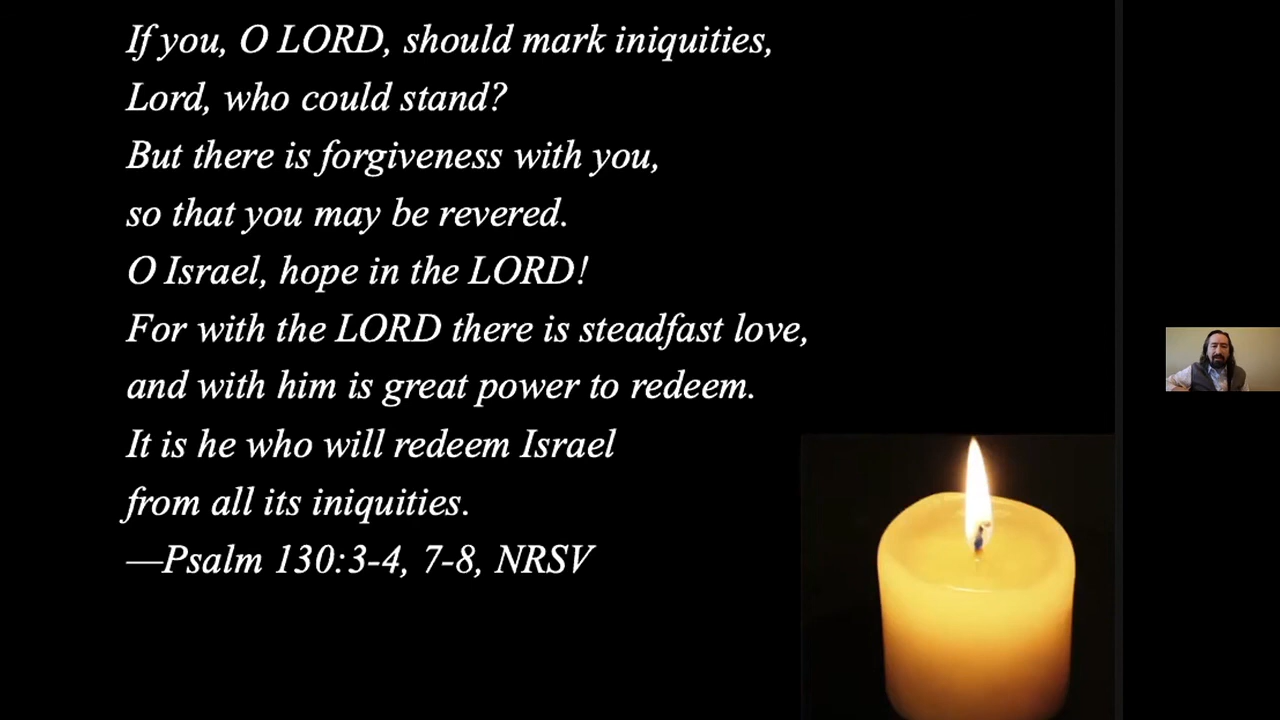 If you, O LORD, should mark iniquities,
Lord, who could stand?
But there is forgiveness with you,
so that you may be revered.
O Israel, hope in the LORD!
For with the LORD there is steadfast love,
and with him is great power to redeem.
It is he who will redeem Israel
from all its iniquities.
—Psalm 130:3-4, 7-8, NRSV